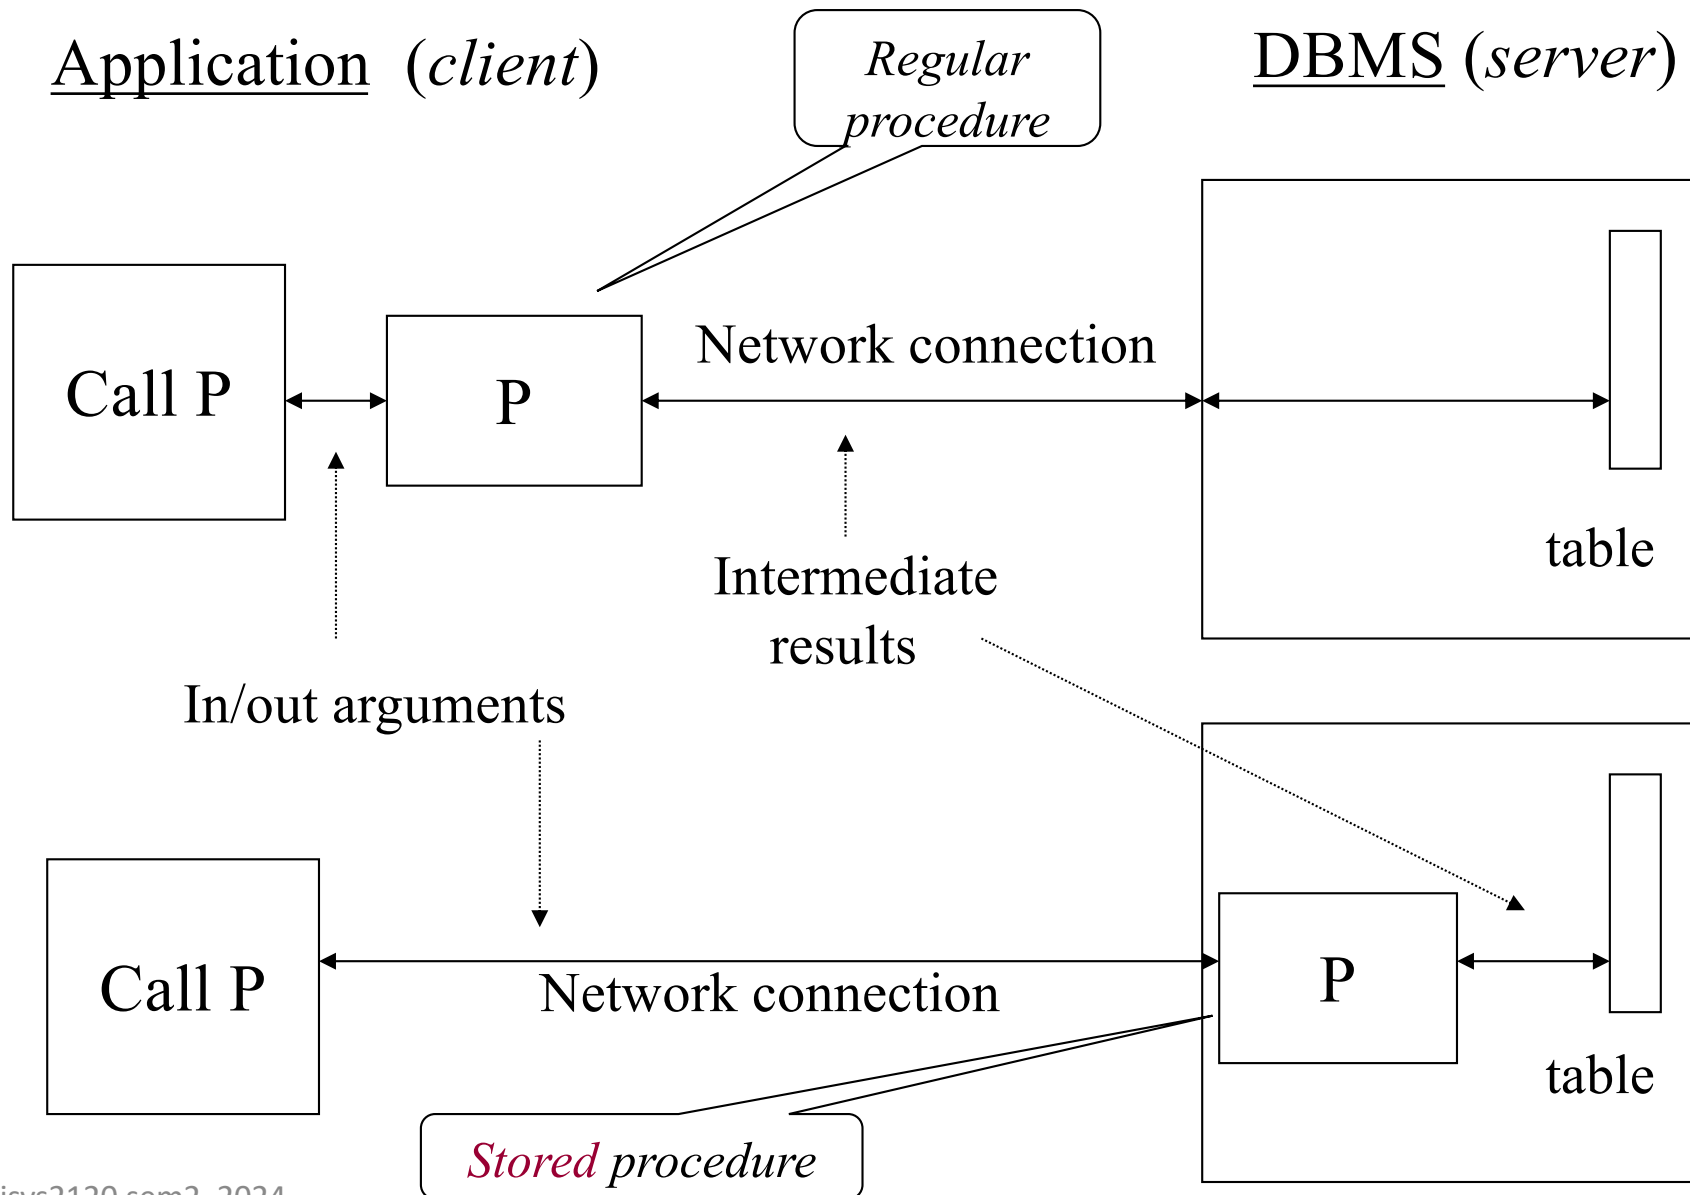 Application (client)
Regular
procedure
DBMS (server)
Call P
P
Network connection
table
Intermediate
results
In/out arguments
Call P
Network connection
P
table
Stored procedure